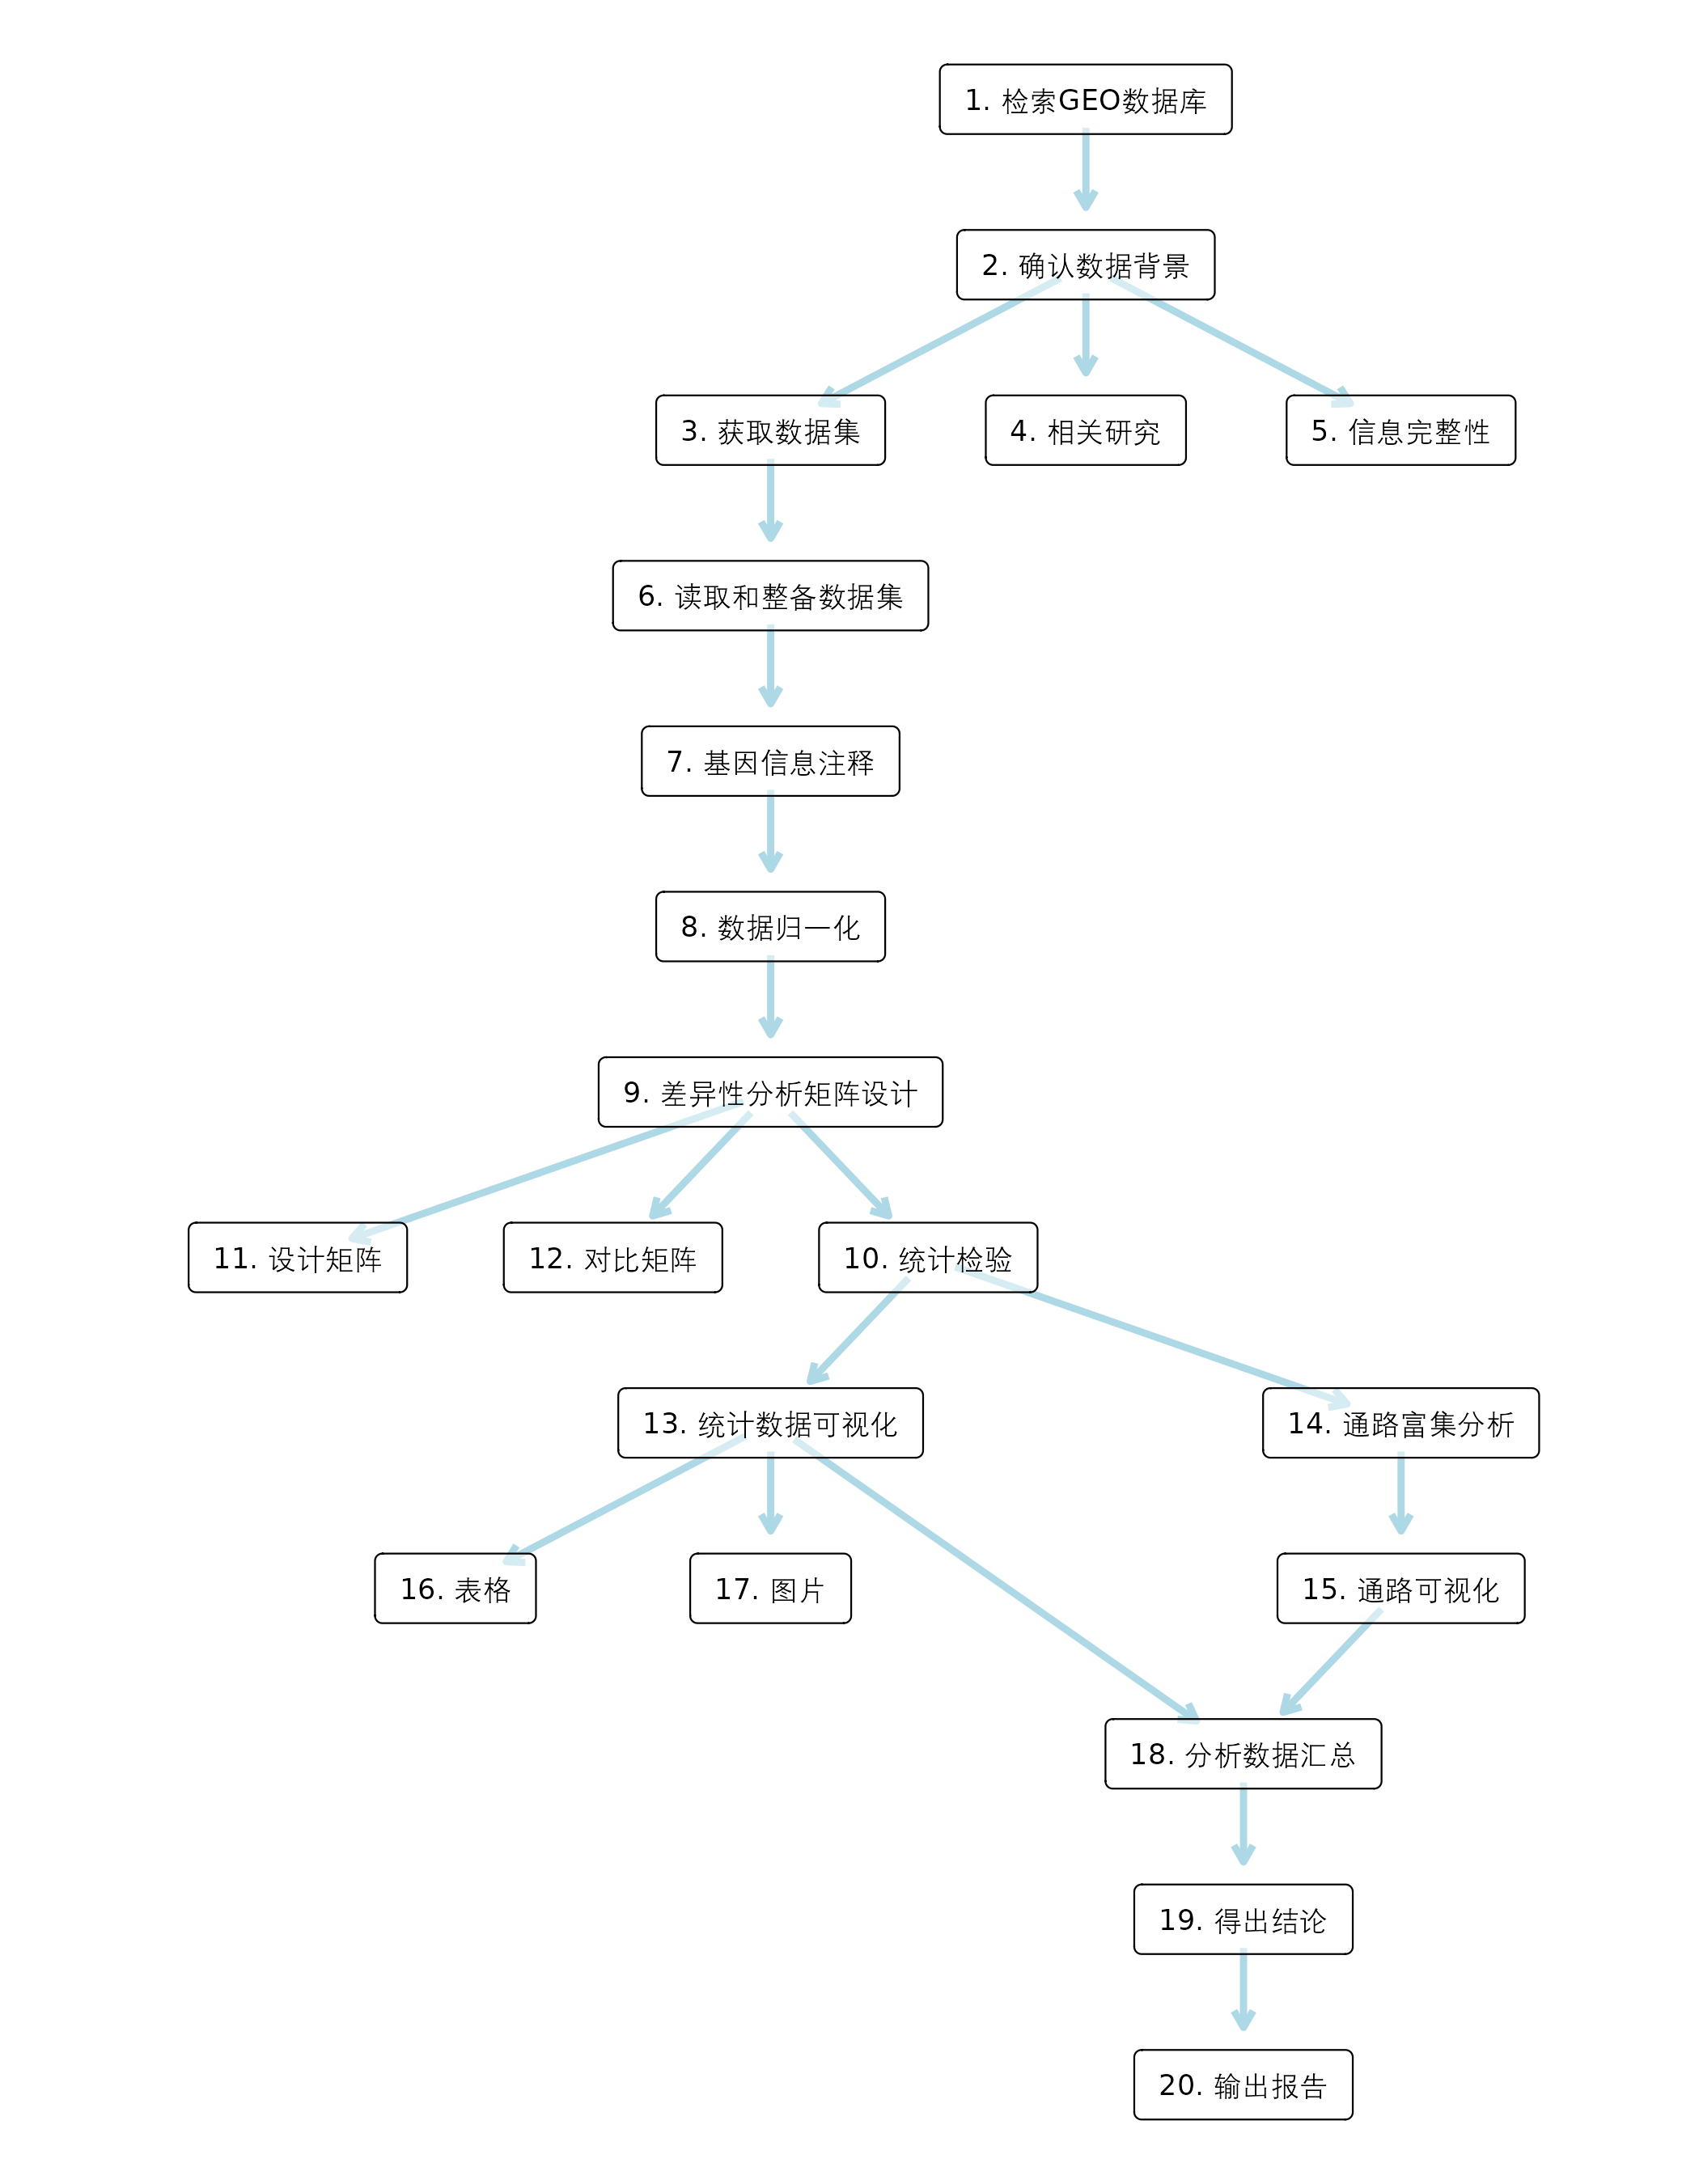 1. 检索GEO数据库
2. 确认数据背景
3. 获取数据集
4. 相关研究
5. 信息完整性
6. 读取和整备数据集
7. 基因信息注释
8. 数据归一化
9. 差异性分析矩阵设计
11. 设计矩阵
12. 对比矩阵
10. 统计检验
13. 统计数据可视化
14. 通路富集分析
16. 表格
17. 图片
15. 通路可视化
18. 分析数据汇总
19. 得出结论
20. 输出报告